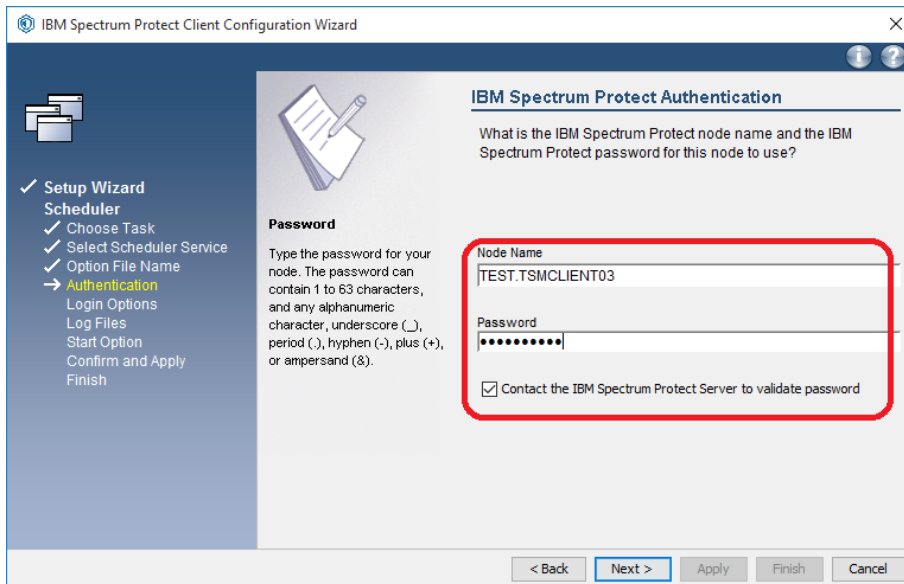 IBM Spectrum Protect Client Configuration Wizard
IBM Spectrum Protect Authentication
What is the IBM Spectrum Protect node name and the IBM
Spectrum Protect password for this node to use?
Setup Wizard
Scheduler
Choose Task
Select Scheduler Service
Option File Name
Authentication
Login Options
Log Files
Start Option
Confirm and Apply
Finish
Password
Type the password for your
node. The password can
contain 1 to 63 characters,
and any alphanumeric
character, underscore (_),
period (.), hyphen (-), plus (+),
or ampersand (&).
Node Name
TEST.TSMCLIENT03
Password
••••••••••
Contact the IBM Spectrum Protect Server to validate password
< Back
Next >
Apply
Finish
Cancel